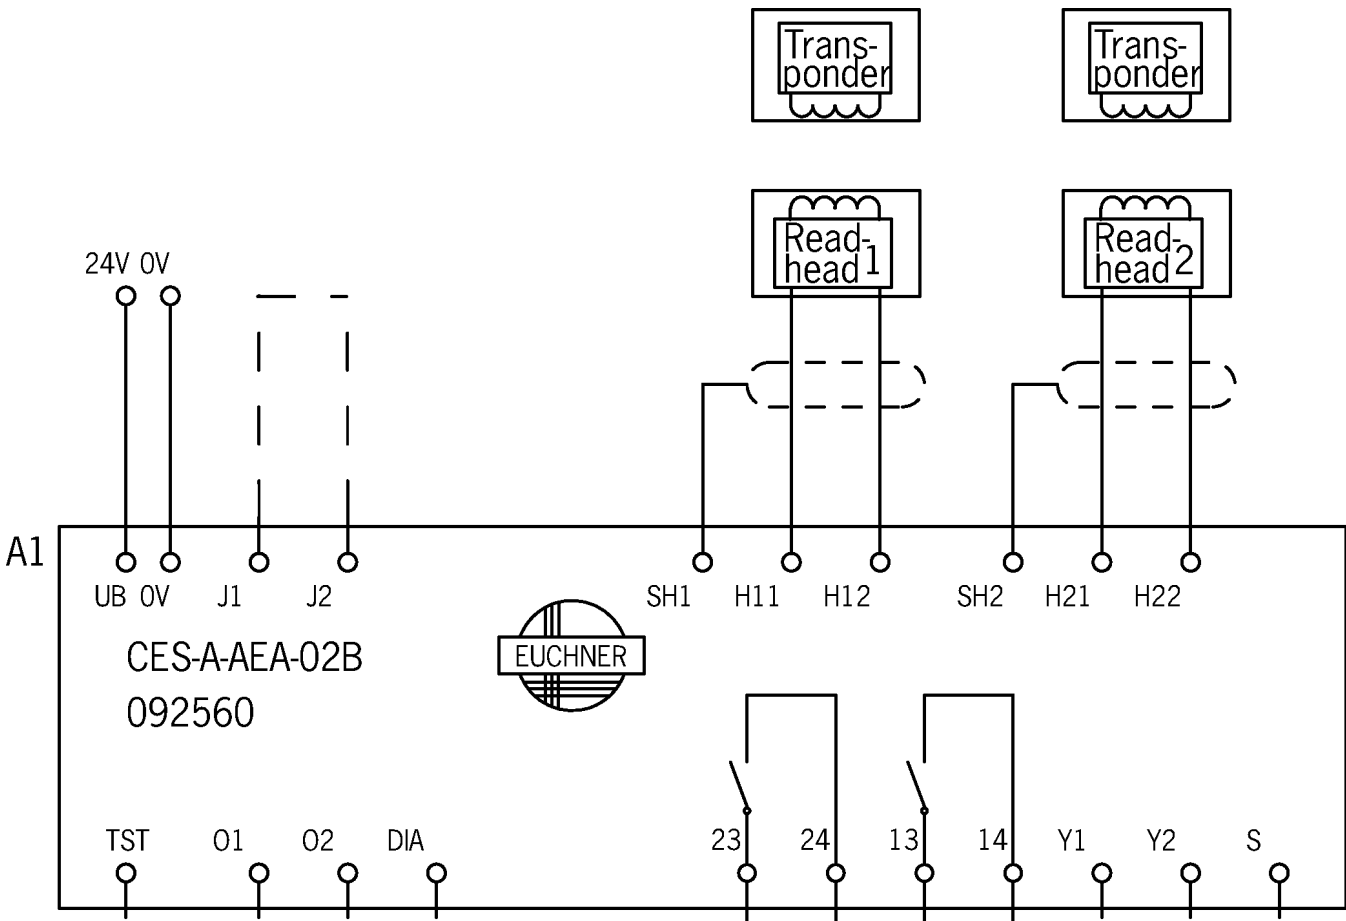 Trans- Trans-
ponder ponder
Read- Read-
head 1 head 2
24V 0V
A1
UB 0V J1 J2 SH1 H11 H12 SH2 H21 H22
CES-A-AEA-02B
EUCHNER
092560
TST O1 O2 DIA 23 24 13 14 Y1 Y2 S